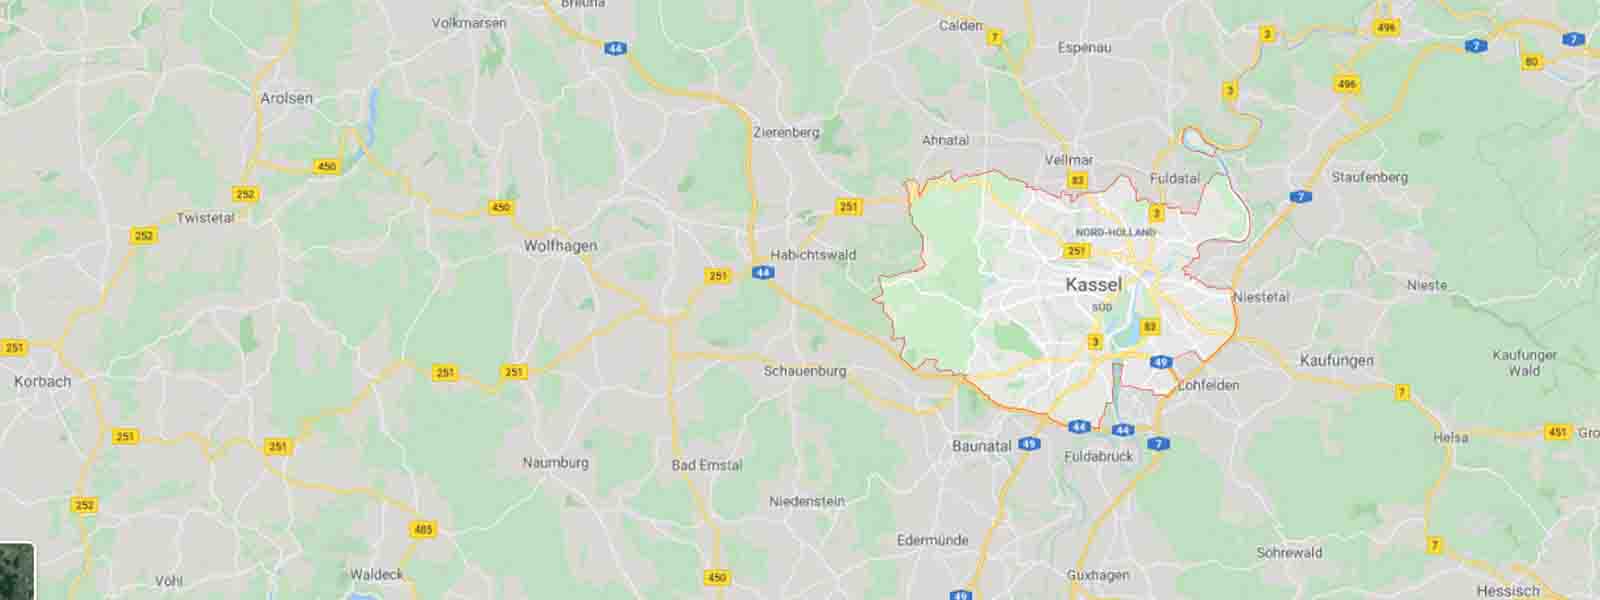 Breuna
Volkmarsen
496
Calden
3
7
7
7
44
Espenau
80
496
3
Arolsen
Zierenberg
Ahnatal
Vellmar
450
Staufenberg
83
Fuldatal
252
7
450
251
3
Twistetal
252
NORD-HOLLAND
Wolfhagen
251
Habichtswald
44
251
Kassel
Nieste
Niestetal
SÜD
83
3
251
Kaufunger
Wald
49
Kaufungen
251
251
Schauenburg
Korbach
Lohfelden
7
44
44
451
Gro
251
Helsa
49
7
251
Baunatal
Fuldabrück
Naumburg
Bad Emstal
Niedenstein
252
485
Edermünde
7
Söhrewald
Waldeck
Guxhagen
450
Vöhl
Hessisch
49